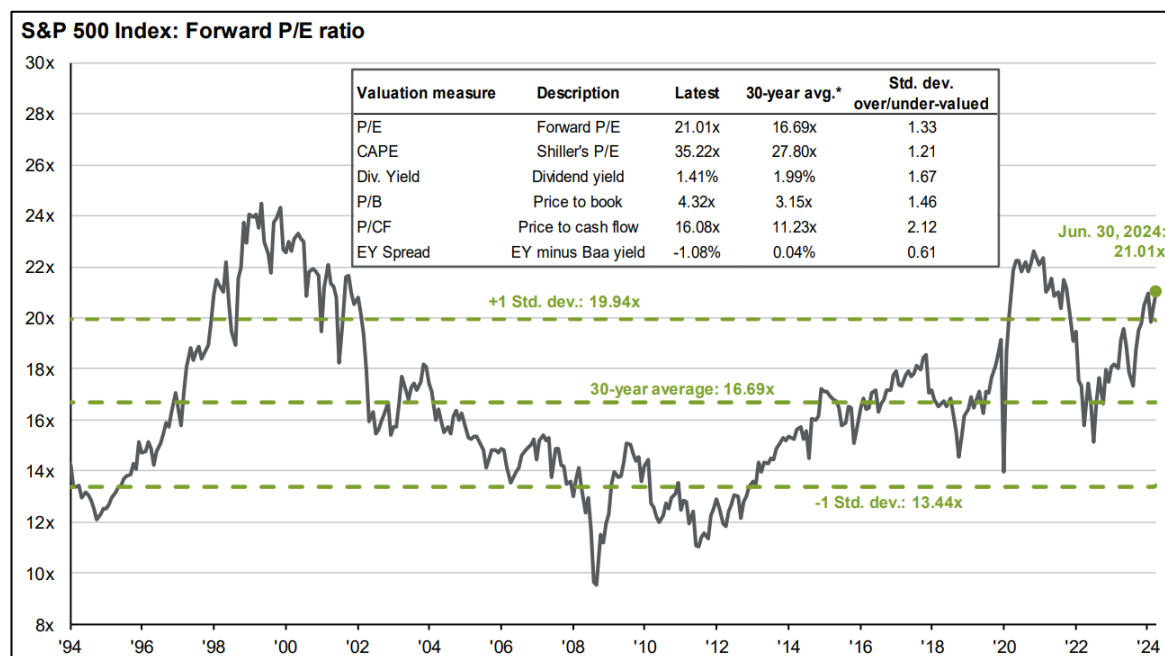 S&P 500 Index: Forward P/E ratio
30x
28x
26x
24x
22x
20x
18x
16x
14x
12x
10x
8x
Valuation measure Description Latest 30-year avg.* Std. dev. over/under-valued
P/E Forward P/E 21.01x 16.69x 1.33
CAPE Shiller's P/E 35.22x 27.80x 1.21
Div. Yield Dividend yield 1.41% 1.99% 1.67
P/B Price to book 4.32x 3.15x 1.46
P/CF Price to cash flow 16.08x 11.23x 2.12
EY Spread EY minus Baa yield -1.08% 0.04% 0.61
Jun. 30, 2024:
21.01x
+1 Std. dev.: 19.94x
30-year average: 16.69x
-1 Std. dev.: 13.44x
'94 '96 '98 '00 '02 '04 '06 '08 '10 '12 '14 '16 '18 '20 '22 '24